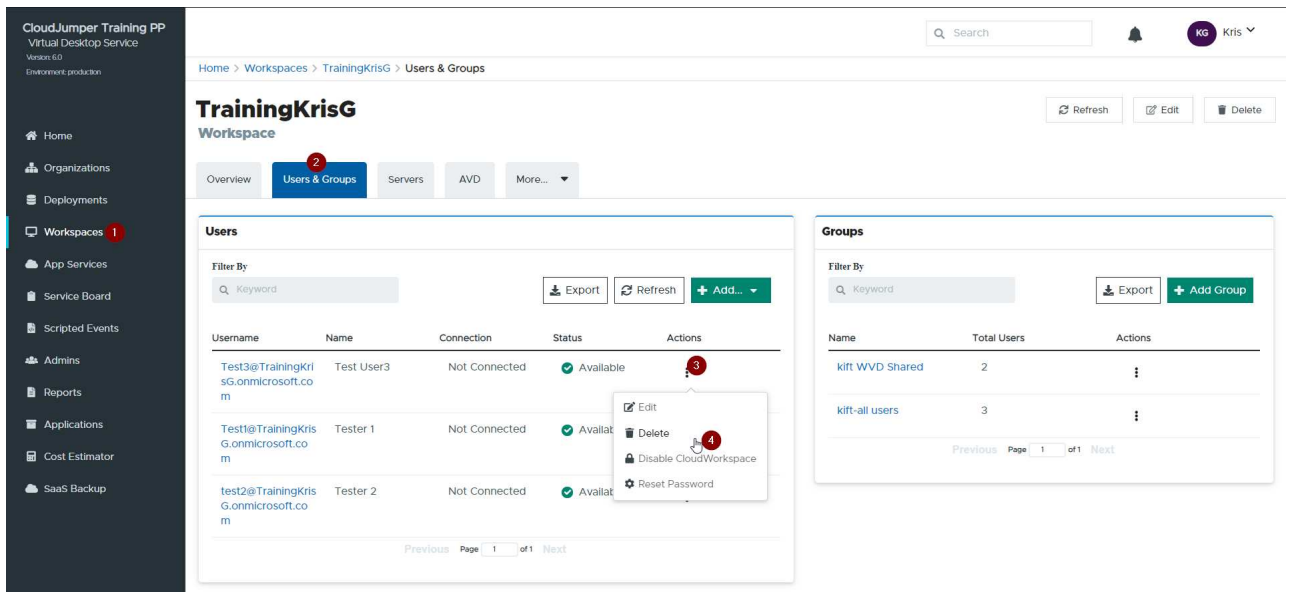 CloudJumper Training PP
Virtual Desktop Service
Version: 6.0
Environment: production
Home
Organizations
Deployments
Workspaces 1
App Services
Service Board
Scripted Events
Admins
Reports
Applications
Cost Estimator
SaaS Backup
Search
KG Kris
Home > Workspaces > TrainingKrisG > Users & Groups
TrainingKrisG
Workspace
Refresh Edit Delete
2
Overview Users & Groups Servers AVD More...
Users
Filter By
Keyword
Export Refresh + Add...
Username Name Connection Status Actions
Test3@TrainingKri Test User3 Not Connected Available 3
sG.onmicrosoft.co
m
Test1@TrainingKris Tester 1 Not Connected Availab
G.onmicrosoft.co
m
test2@TrainingKris Tester 2 Not Connected Availab
G.onmicrosoft.co
m
Edit
Delete 4
Disable CloudWorkspace
Reset Password
Previous Page 1 of 1 Next
Groups
Filter By
Keyword
Export + Add Group
Name Total Users Actions
kift WVD Shared 2
kift-all users 3
Previous Page 1 of 1 Next